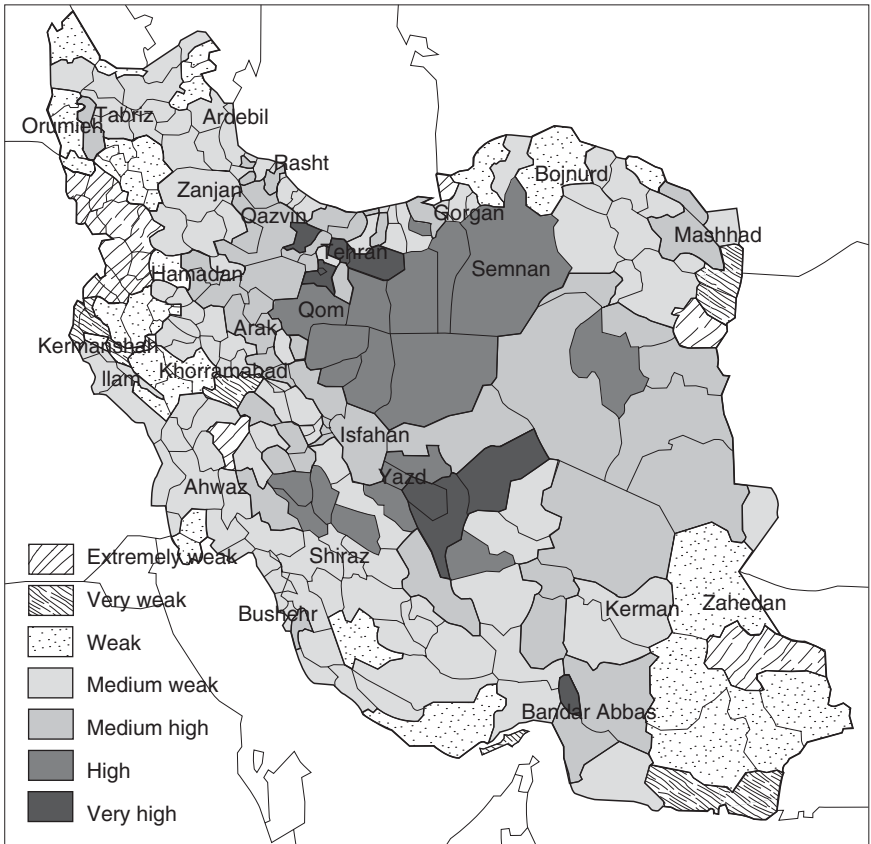 Tabriz
Orumieh
Ardebil
Rasht
Bojnurd
Zanjan
Qazvin
Gorgan
Mashhad
Tehran
Semnan
Hamadan
Qom
Arak
Kermanshah
Khorramabad
Ilam
Isfahan
Yazd
Ahwaz
Shiraz
Extremely weak
Very weak
Kerman
Zahedan
Bushehr
Weak
Medium weak
Bandar Abbas
Medium high
High
Very high